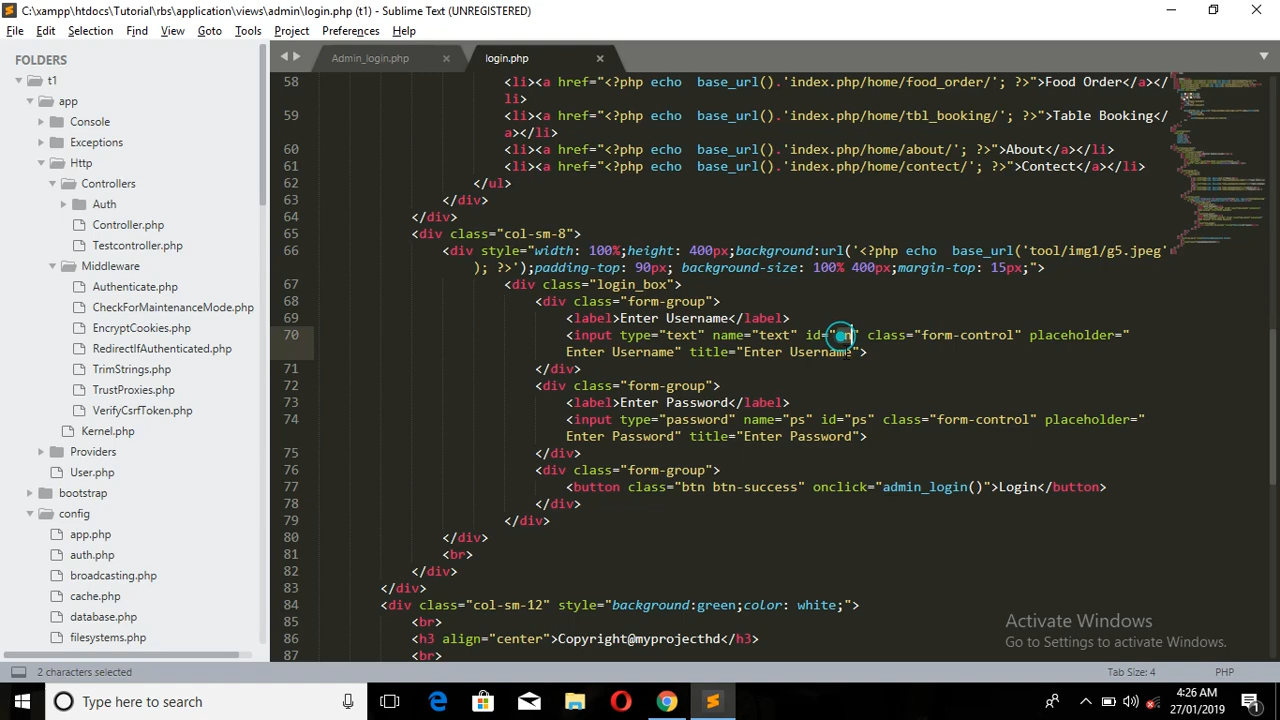 C:\xampp\htdocs\Tutorial\rbs\application\views\admin\login.php (t1) - Sublime Text (UNREGISTERED)
File Edit Selection Find View Goto Tools Project Preferences Help
FOLDERS
t1
app
Console
Exceptions
Http
Controllers
Auth
Controller.php
Testcontroller.php
Middleware
Authenticate.php
CheckForMaintenanceMode.php
EncryptCookies.php
RedirectIfAuthenticated.php
TrimStrings.php
TrustProxies.php
VerifyCsrfToken.php
Kernel.php
Providers
User.php
bootstrap
config
app.php
auth.php
broadcasting.php
cache.php
database.php
filesystems.php
Admin_login.php login.php
58 <li><a href="<?php echo  base_url().'index.php/home/food_order/'; ?>">Food Order</a></
li>
59 <li><a href="<?php echo  base_url().'index.php/home/tbl_booking/'; ?>">Table Booking</
a></li>
60 <li><a href="<?php echo  base_url().'index.php/home/about/'; ?>">About</a></li>
61 <li><a href="<?php echo  base_url().'index.php/home/contect/'; ?>">Contect</a></li>
62 </ul>
63 </div>
64 </div>
65 <div class="col-sm-8">
66 <div style="width: 100%;height: 400px;background:url('<?php echo  base_url('tool/img1/g5.jpeg'
); ?>');padding-top: 90px; background-size: 100% 400px;margin-top: 15px;">
67 <div class="login_box">
68 <div class="form-group">
69 <label>Enter Username</label>
70 <input type="text" name="text" id=" n" class="form-control" placeholder="
Enter Username" title="Enter Username">
71 </div>
72 <div class="form-group">
73 <label>Enter Password</label>
74 <input type="password" name="ps" id="ps" class="form-control" placeholder="
Enter Password" title="Enter Password">
75 </div>
76 <div class="form-group">
77 <button class="btn btn-success" onclick="admin_login()">Login</button>
78 </div>
79 </div>
80 </div>
81 <br>
82 </div>
83 </div>
84 <div class="col-sm-12" style="background:green;color: white;">
85 <br>
86 <h3 align="center">Copyright@myprojecthd</h3>
87 <br>
Activate Windows
Go to Settings to activate Windows.
2 characters selected Tab Size: 4 PHP
Type here to search
4:26 AM
27/01/2019
1